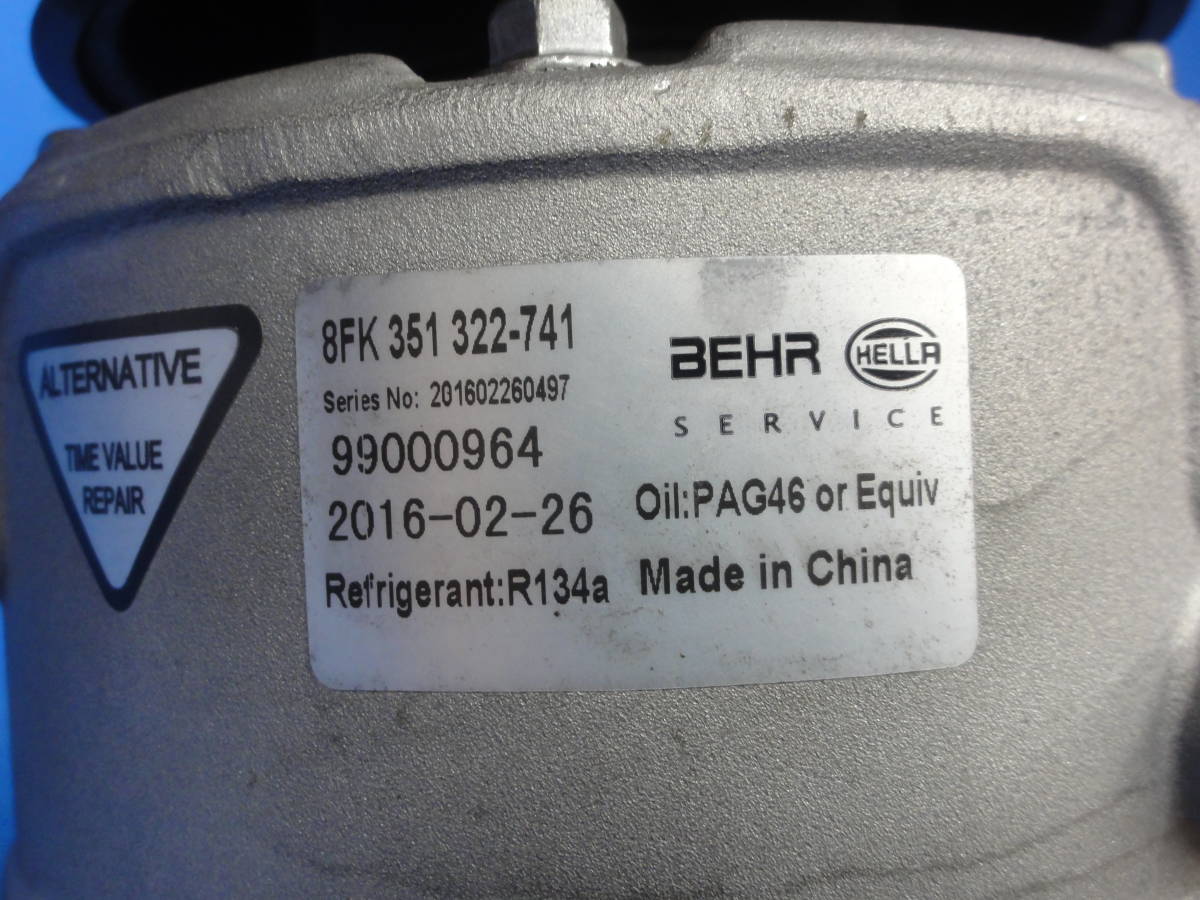 ALTERNATIVE
TIME VALUE
REPAIR
8FK 351 322-741
Series No: 201602260497
99000964
2016-02-26
Refrigerant:R134a
BEHR HELLA
SERVICE
Oil:PAG46 or Equiv
Made in China